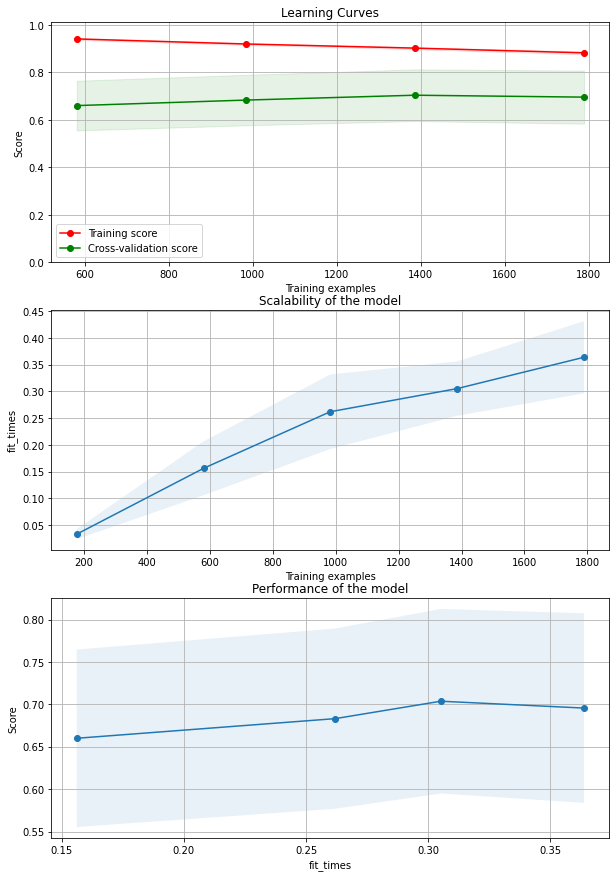 Learning Curves
1.0
0.8
0.6
0.4
0.2
0.0
Score
Training score
Cross-validation score
600 800 1000 1200 1400 1600 1800
Training examples
Scalability of the model
0.45
0.40
0.35
0.30
0.25
0.20
0.15
0.10
0.05
fit_times
200 400 600 800 1000 1200 1400 1600 1800
Training examples
Performance of the model
0.80
0.75
0.70
0.65
0.60
0.55
Score
0.15 0.20 0.25 0.30 0.35
fit_times